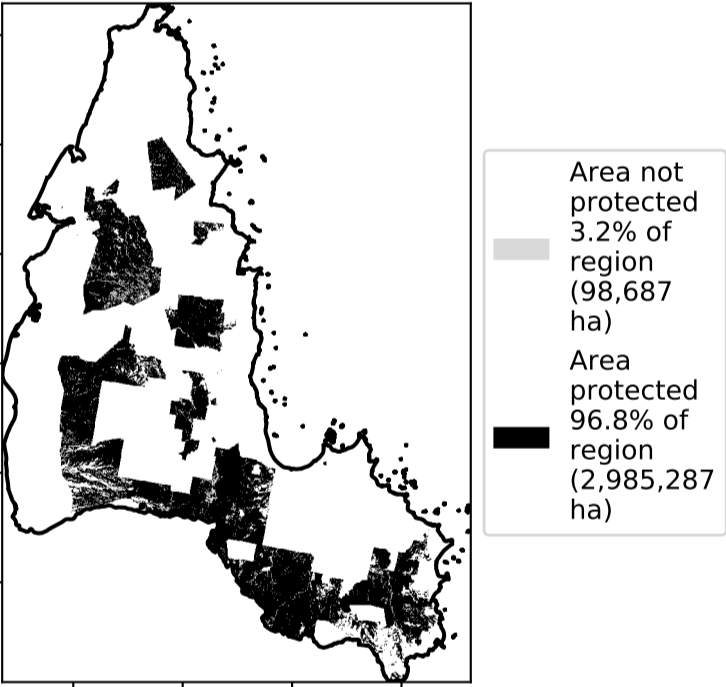 Area not
protected
3.2% of
region
(98,687
ha)
Area
protected
96.8% of
region
(2,985,287
ha)